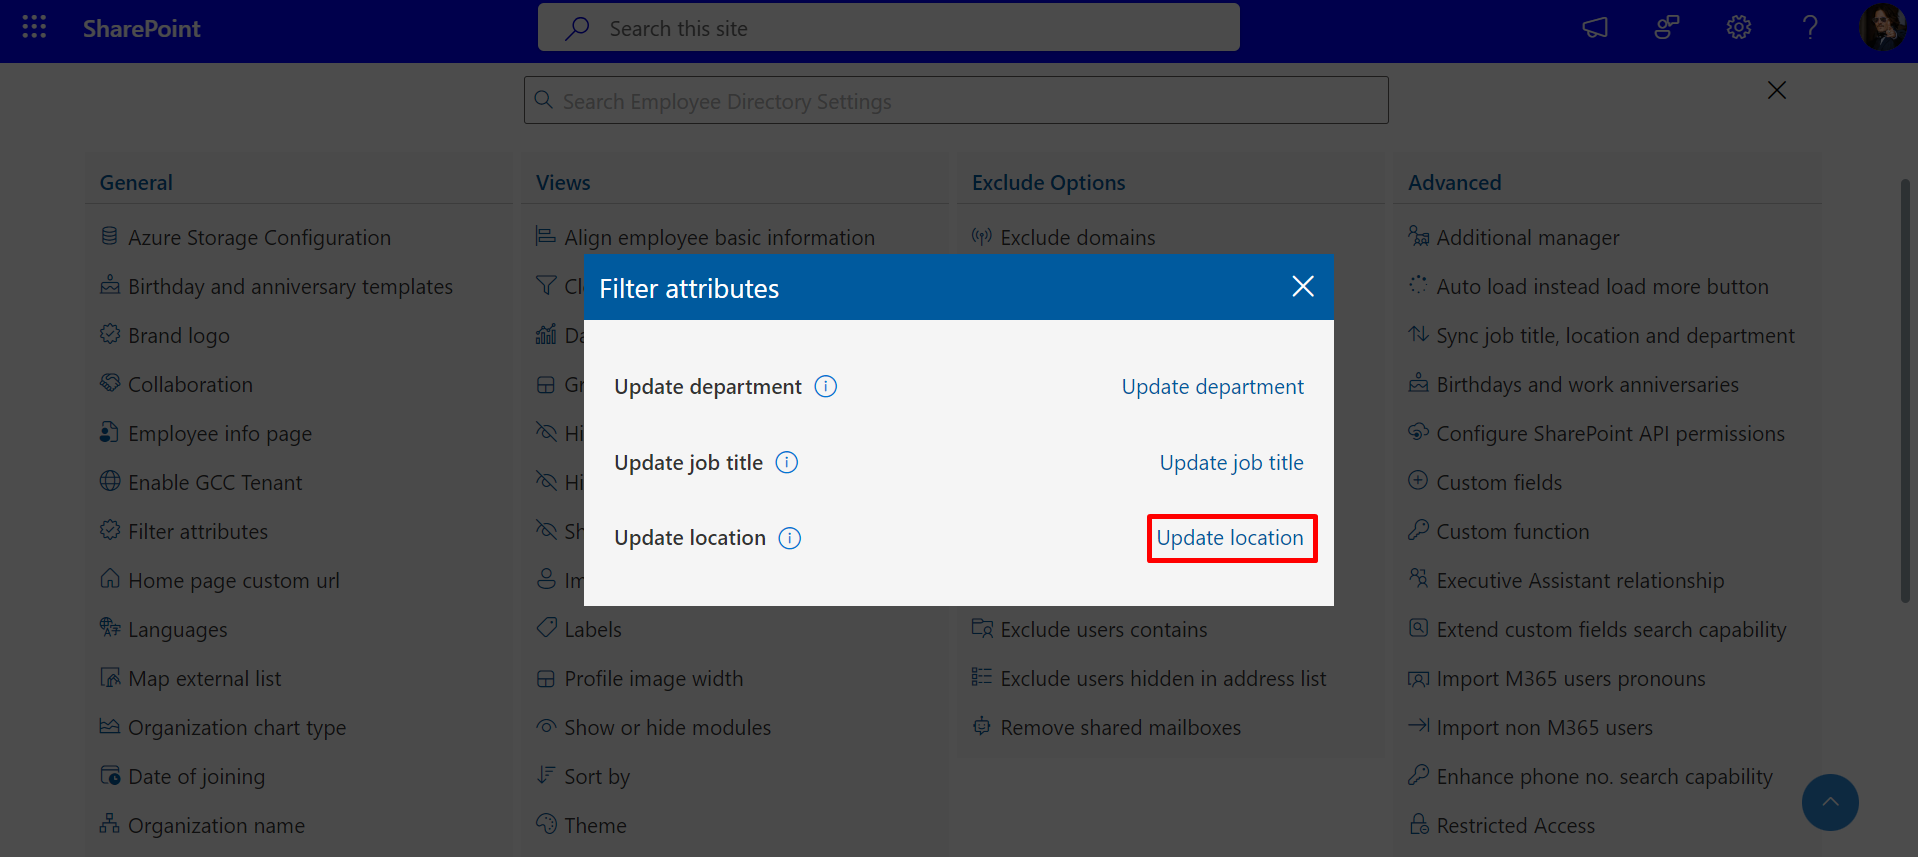 SharePoint
Search this site
Search Employee Directory Settings
General
Azure Storage Configuration
Birthday and anniversary templates
Brand logo
Collaboration
Employee info page
Enable GCC Tenant
Filter attributes
Home page custom url
Languages
Map external list
Organization chart type
Date of joining
Organization name
Views
Align employee basic information
Labels
Profile image width
Show or hide modules
Sort by
Theme
Exclude Options
Exclude domains
Exclude users contains
Exclude users hidden in address list
Remove shared mailboxes
Advanced
Additional manager
Auto load instead load more button
Sync job title, location and department
Birthdays and work anniversaries
Configure SharePoint API permissions
Custom fields
Custom function
Executive Assistant relationship
Extend custom fields search capability
Import M365 users pronouns
Import non M365 users
Enhance phone no. search capability
Restricted Access
Filter attributes
Update department Update department
Update job title Update job title
Update location Update location